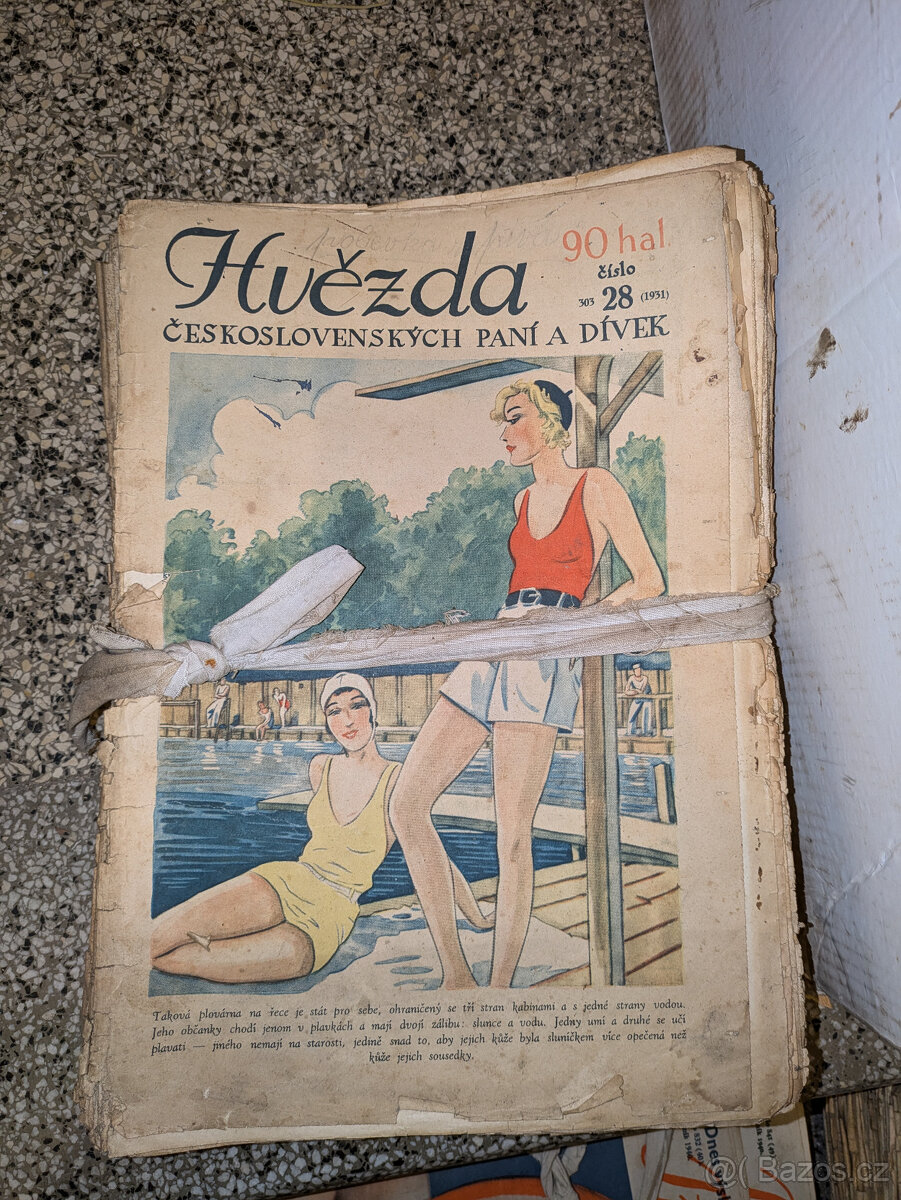 Hvězda
90 hal.
číslo
303 28 (1931)
ČESKOSLOVENSKÝCH PANÍ A DÍVEK
Taková plovárna na řece je stát pro sebe, ohraničený se tří stran kabinami a s jedné strany vodou.
Jeho občanky chodí jenom v plavkách a mají dvojí zálibu: slunce a vodu. Jedny umí a druhé se učí
plavati — jiného nemají na starosti, jedině snad to, aby jejich kůže byla sluníčkem více opečená než
kůže jejich sousedky.
Dnes
Bazos.cz